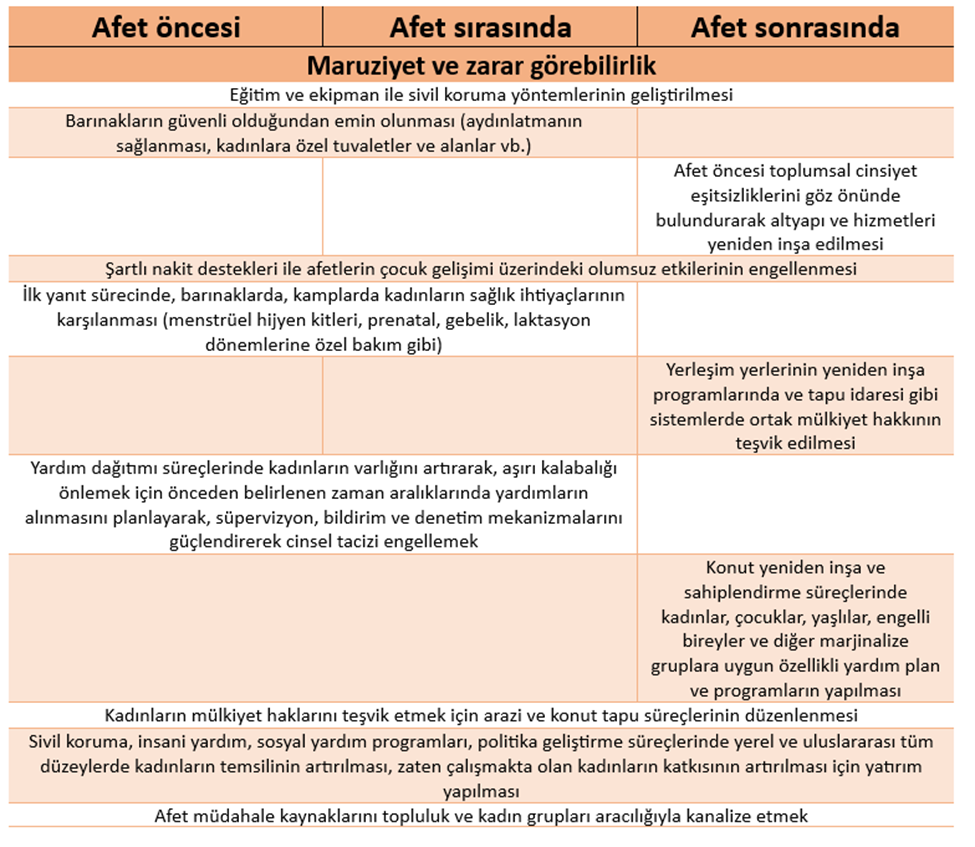 Afet öncesi Afet sırasında Afet sonrasında
Maruziyet ve zarar görebilirlik
Eğitim ve ekipman ile sivil koruma yöntemlerinin geliştirilmesi
Barınakların güvenli olduğundan emin olunması (aydınlatmanın
sağlanması, kadınlara özel tuvaletler ve alanlar vb.)
Afet öncesi toplumsal cinsiyet
eşitsizliklerini göz önünde
bulundurarak altyapı ve hizmetleri
yeniden inşa edilmesi
Şartlı nakit destekleri ile afetlerin çocuk gelişimi üzerindeki olumsuz etkilerinin engellenmesi
İlk yanıt sürecinde, barınaklarda, kamplarda kadınların sağlık ihtiyaçlarının
karşılanması (menstrüel hijyen kitleri, prenatal, gebelik, laktasyon
dönemlerine özel bakım gibi)
Yerleşim yerlerinin yeniden inşa
programlarında ve tapu idaresi gibi
sistemlerde ortak mülkiyet hakkının
teşvik edilmesi
Yardım dağıtımı süreçlerinde kadınların varlığını artırarak, aşırı kalabalığı
önlemek için önceden belirlenen zaman aralıklarında yardımların
alınmasını planlayarak, süpervizyon, bildirim ve denetim mekanizmalarını
güçlendirerek cinsel tacizi engellemek
Konut yeniden inşa ve
sahiplendirme süreçlerinde
kadınlar, çocuklar, yaşlılar, engelli
bireyler ve diğer marjinalize
gruplara uygun özellikli yardım plan
ve programların yapılması
Kadınların mülkiyet haklarını teşvik etmek için arazi ve konut tapu süreçlerinin düzenlenmesi
Sivil koruma, insani yardım, sosyal yardım programları, politika geliştirme süreçlerinde yerel ve uluslararası tüm
düzeylerde kadınların temsilinin artırılması, zaten çalışmakta olan kadınların katkısının artırılması için yatırım
yapılması
Afet müdahale kaynaklarını topluluk ve kadın grupları aracılığıyla kanalize etmek